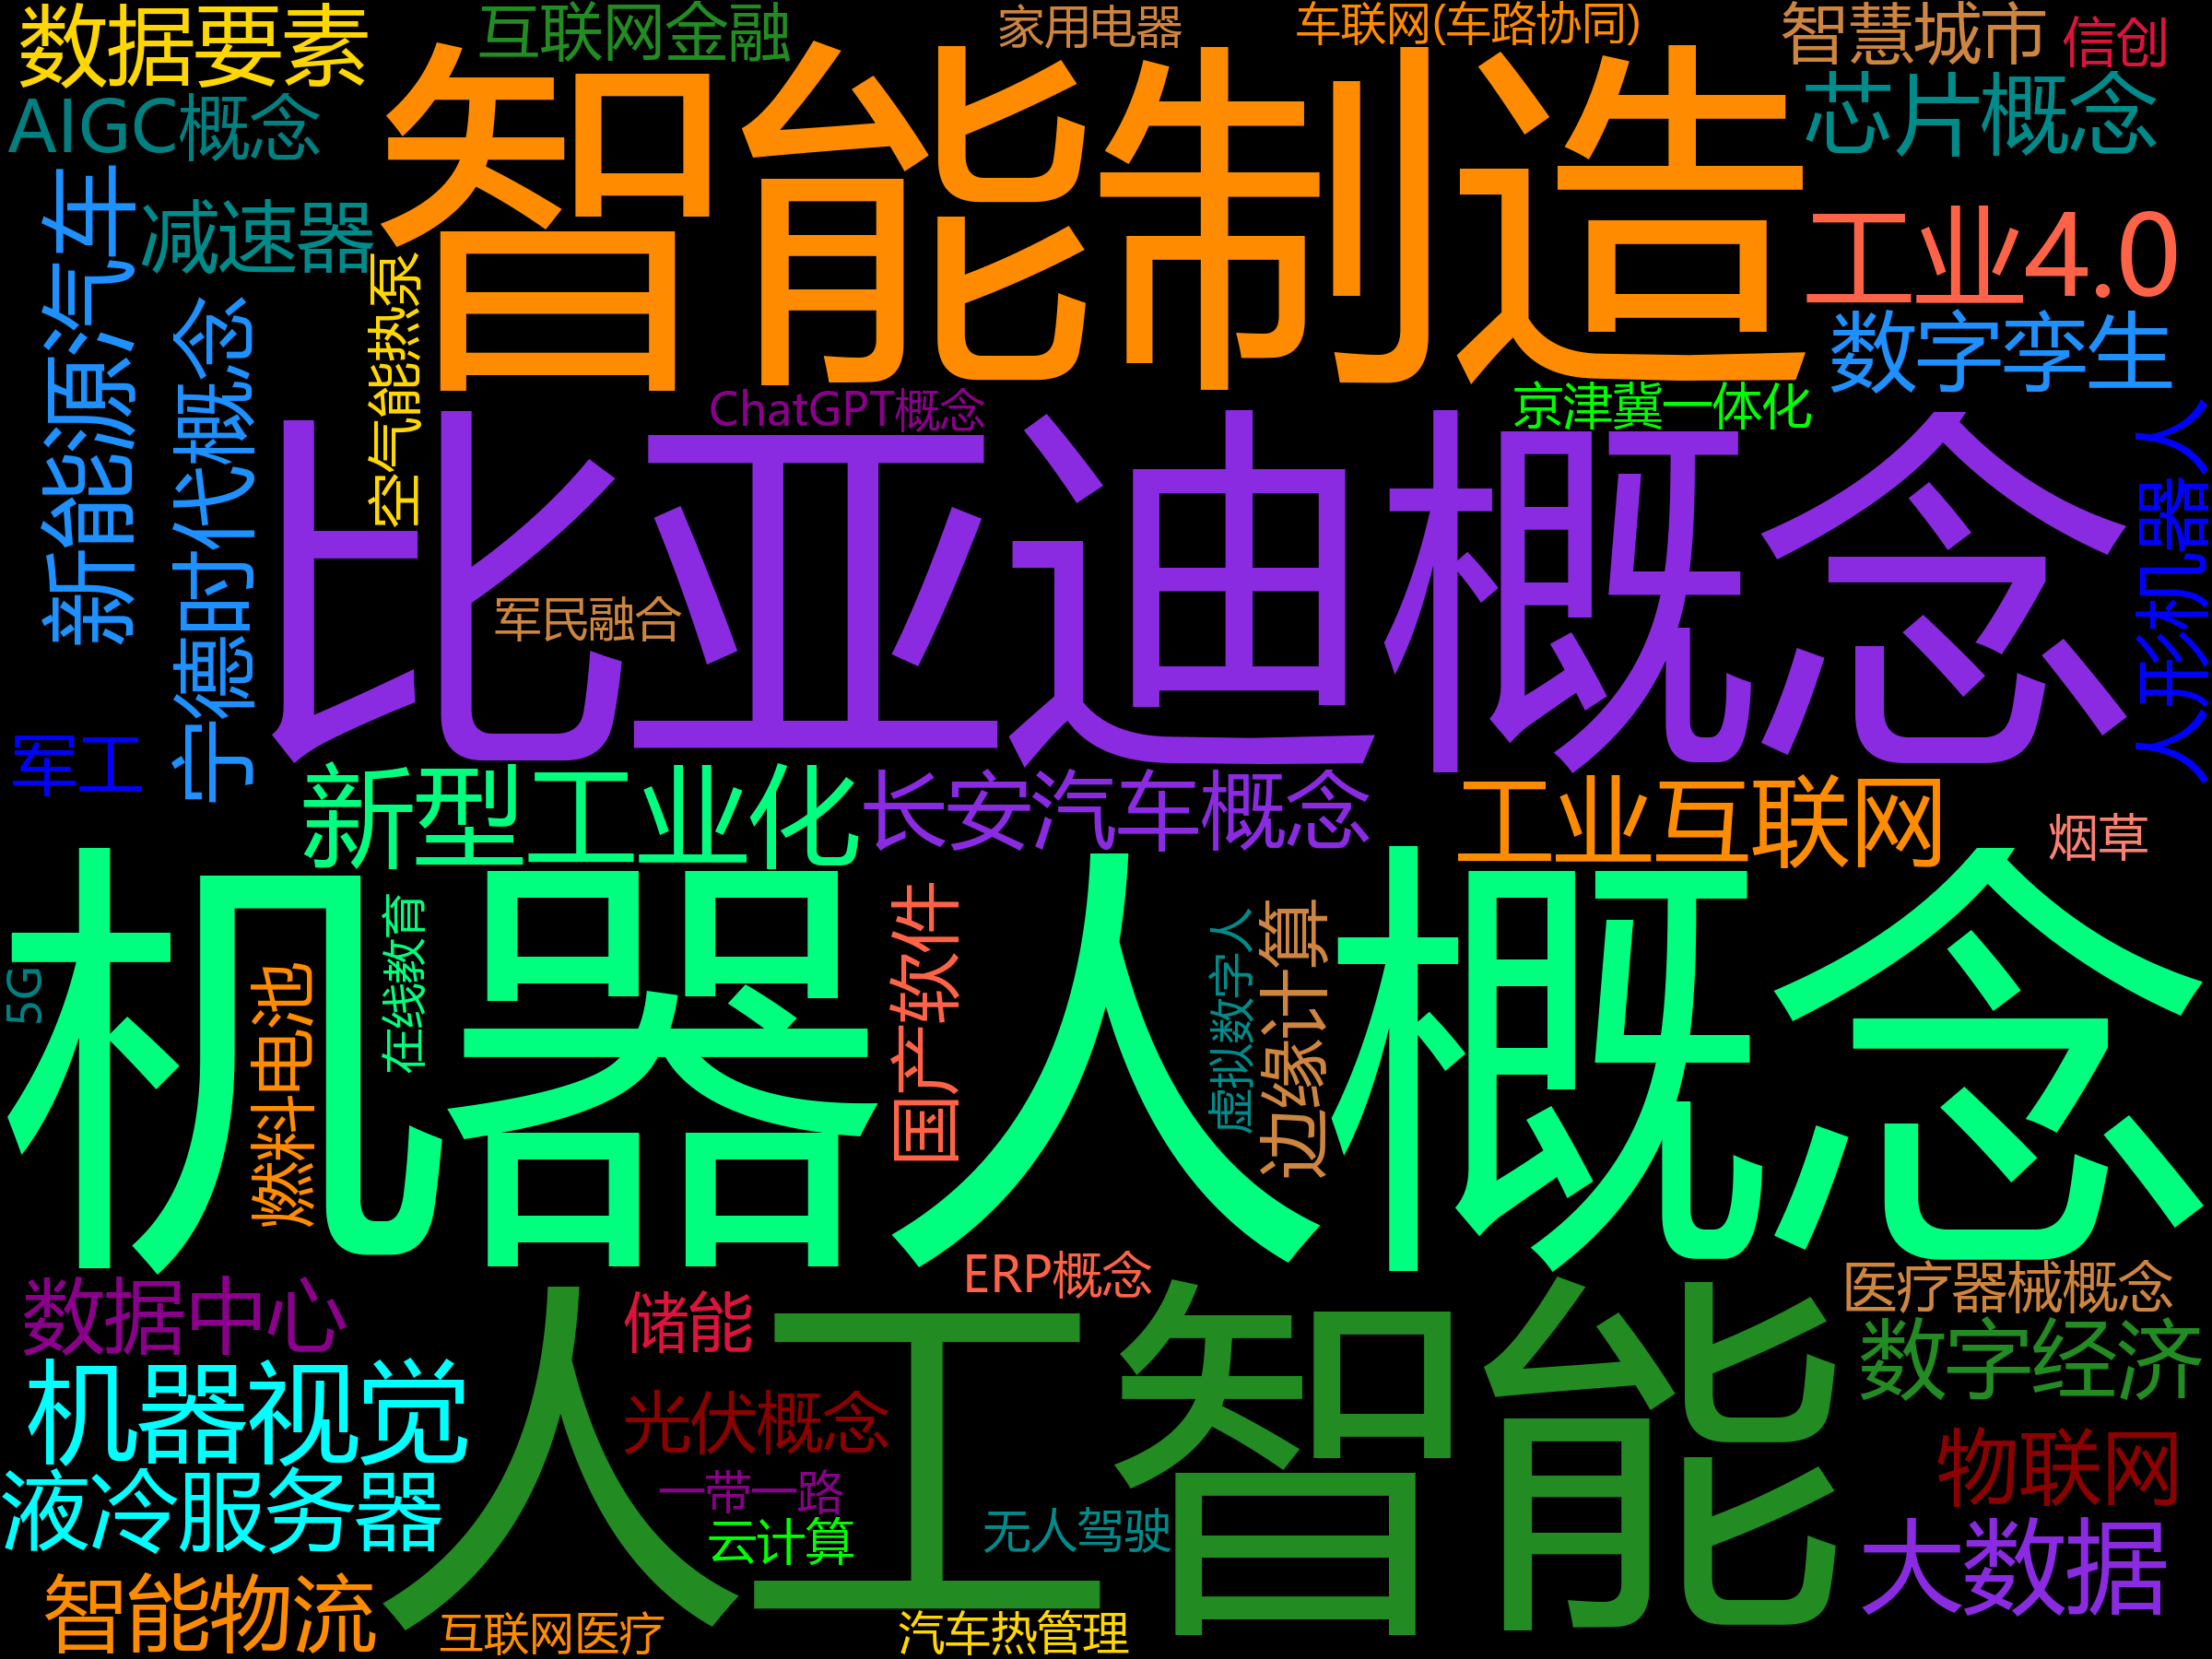 数据要素
互联网金融
家用电器
车联网(车路协同)
智慧城市
信创
AIGC概念
智能制造
芯片概念
新能源汽车
减速器
工业4.0
空气能热泵
宁德时代概念
数字孪生
ChatGPT概念
京津冀一体化
人形机器人
比亚迪概念
军民融合
军工
新型工业化
长安汽车概念
工业互联网
烟草
机器人概念
5G
燃料电池
在线教育
国产软件
虚拟数字人
边缘计算
ERP概念
医疗器械概念
数据中心
储能
人工智能
数字经济
机器视觉
光伏概念
物联网
液冷服务器
一带一路
云计算
无人驾驶
大数据
智能物流
互联网医疗
汽车热管理